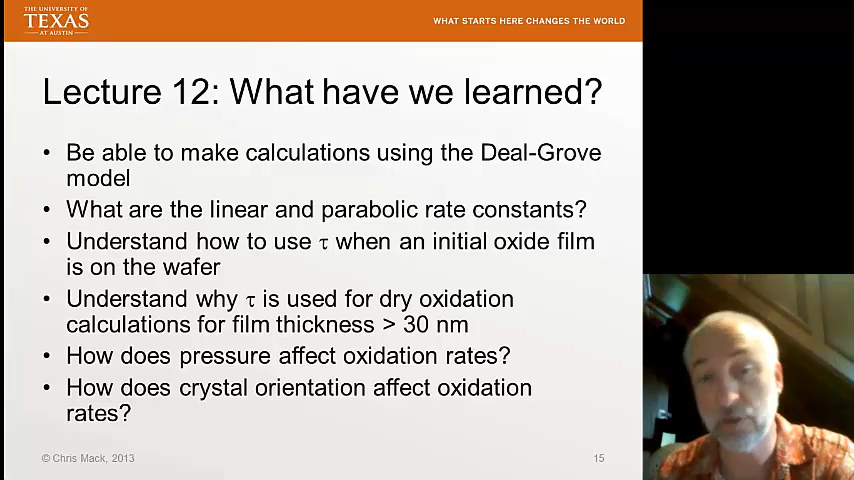 THE UNIVERSITY OF
TEXAS
AT AUSTIN
WHAT STARTS HERE CHANGES THE WORLD
Lecture 12: What have we learned?
• Be able to make calculations using the Deal-Grove
model
• What are the linear and parabolic rate constants?
• Understand how to use τ when an initial oxide film
is on the wafer
• Understand why τ is used for dry oxidation
calculations for film thickness > 30 nm
• How does pressure affect oxidation rates?
• How does crystal orientation affect oxidation
rates?
© Chris Mack, 2013
15